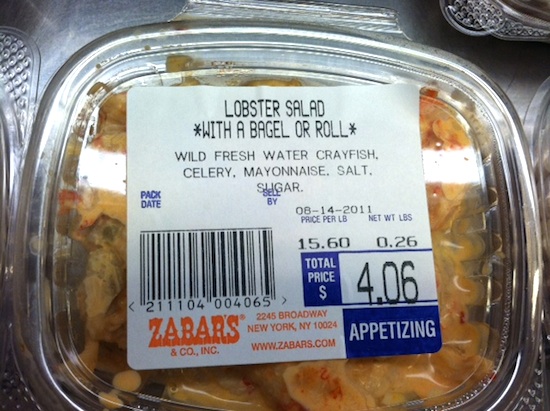 LOBSTER SALAD
*WITH A BAGEL OR ROLL*
WILD FRESH WATER CRAYFISH,
CELERY, MAYONNAISE, SALT,
SUGAR.
PACK DATE
SELL BY
08-14-2011
PRICE PER LB NET WT LBS
15.60 0.26
TOTAL PRICE $ 4.06
< 211104 004065 >
ZABAR'S
& CO., INC.
2245 BROADWAY
NEW YORK, NY 10024
WWW.ZABARS.COM
APPETIZING